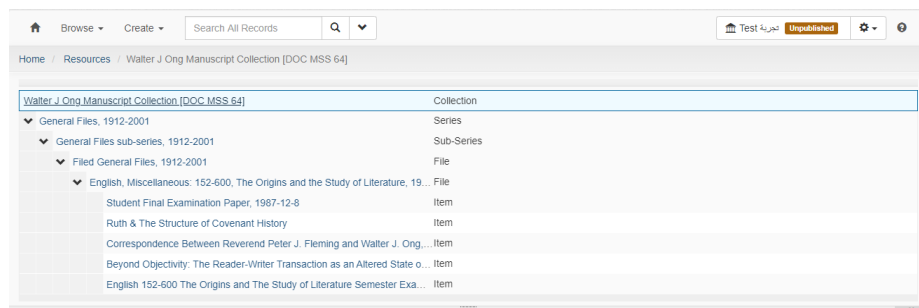 Browse Create Search All Records تجربة Test Unpublished
Home / Resources / Walter J Ong Manuscript Collection [DOC MSS 64]
Walter J Ong Manuscript Collection [DOC MSS 64] Collection
General Files, 1912-2001 Series
General Files sub-series, 1912-2001 Sub-Series
Filed General Files, 1912-2001 File
English, Miscellaneous: 152-600, The Origins and the Study of Literature, 19... File
Student Final Examination Paper, 1987-12-8 Item
Ruth & The Structure of Covenant History Item
Correspondence Between Reverend Peter J. Fleming and Walter J. Ong,... Item
Beyond Objectivity: The Reader-Writer Transaction as an Altered State o... Item
English 152-600 The Origins and The Study of Literature Semester Exa... Item